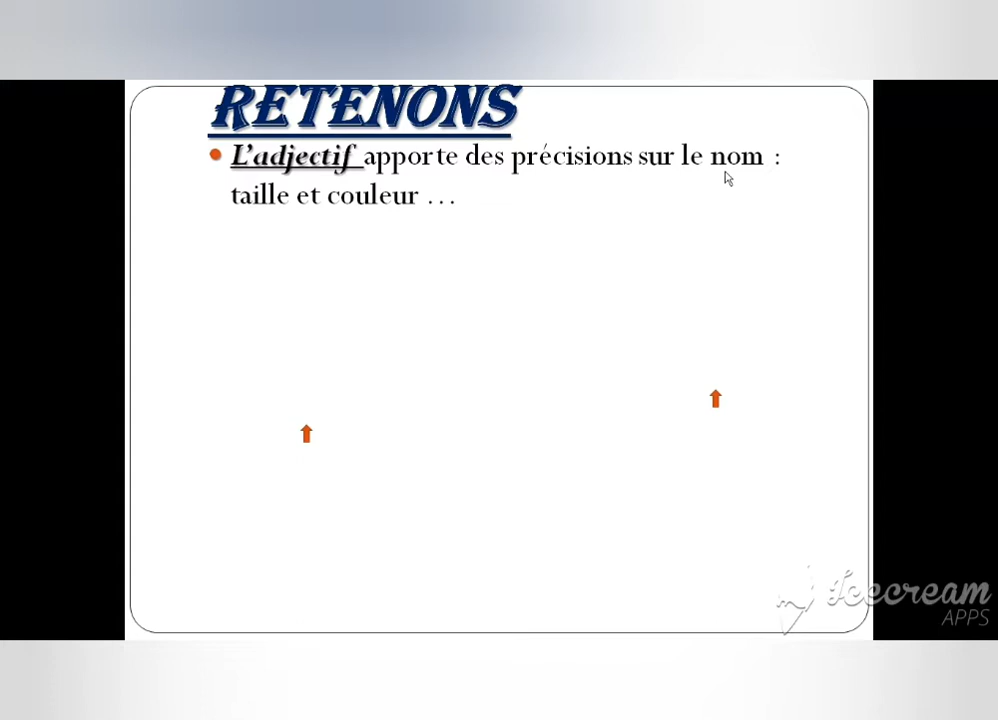 RETENONS
L'adjectif apporte des précisions sur le nom :
taille et couleur ...
Icecream
APPS